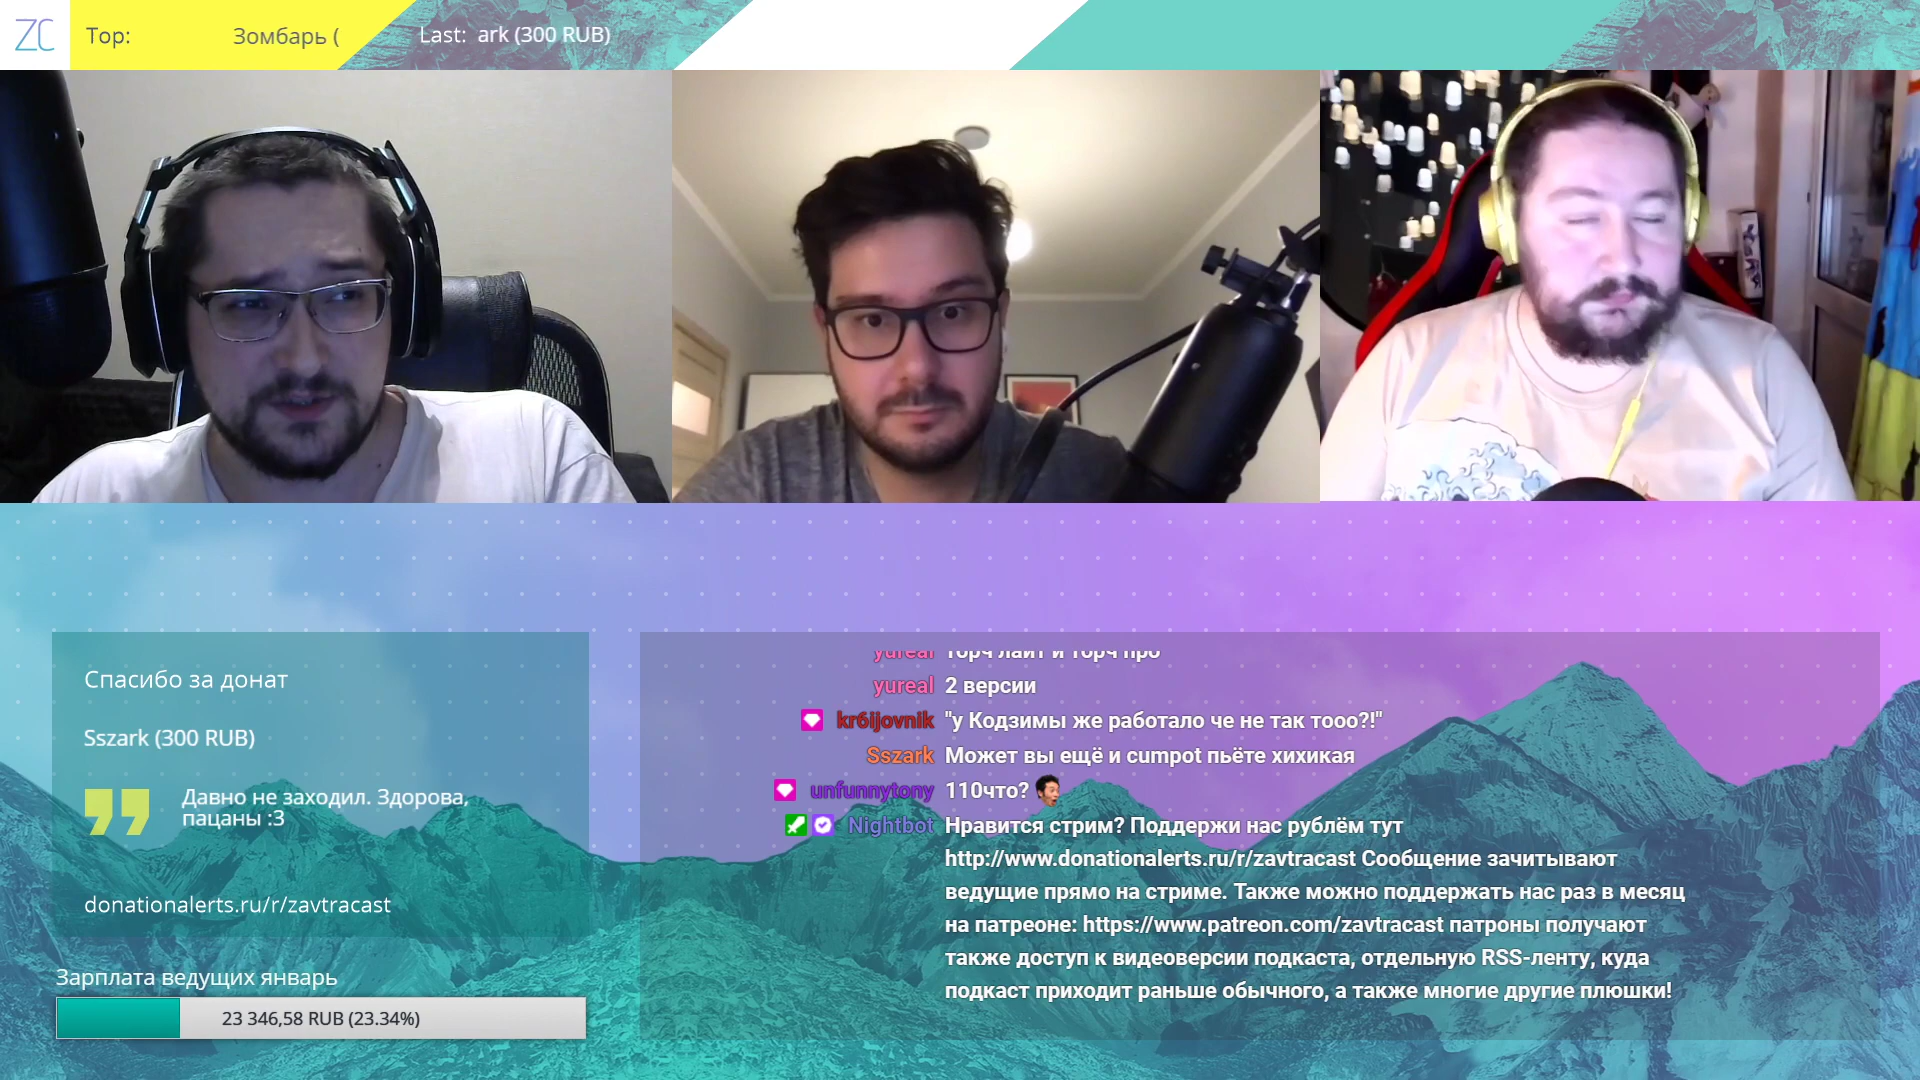 ZC
Top:
Зомбарь (
Last: ark (300 RUB)
Спасибо за донат
Sszark (300 RUB)
Давно не заходил. Здорова,
пацаны :3
donationalerts.ru/r/zavtracast
Зарплата ведущих январь
23 346,58 RUB (23.34%)
yureal торч лайт и торч про
yureal 2 версии
kr6ijovnik "у Кодзимы же работало че не так тооо?!"
Sszark Может вы ещё и cumpot пьёте хихикая
unfunnytony 110что?
Nightbot Нравится стрим? Поддержи нас рублём тут
http://www.donationalerts.ru/r/zavtracast Сообщение зачитывают
ведущие прямо на стриме. Также можно поддержать нас раз в месяц
на патреоне: https://www.patreon.com/zavtracast патроны получают
также доступ к видеоверсии подкаста, отдельную RSS-ленту, куда
подкаст приходит раньше обычного, а также многие другие плюшки!